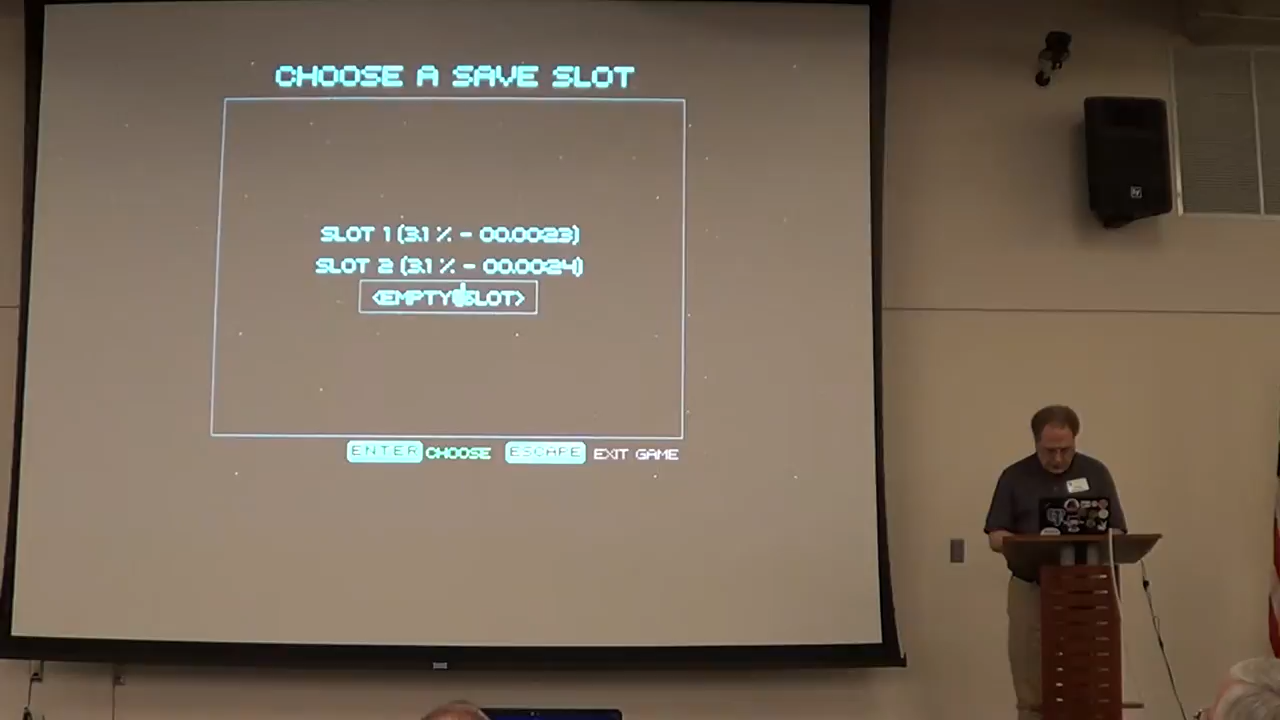 CHOOSE A SAVE SLOT
SLOT 1 (3.1 % - 00:00:23)
SLOT 2 (3.1 % - 00:00:24)
<EMPTY SLOT>
ENTER CHOOSE ESCAPE EXIT GAME